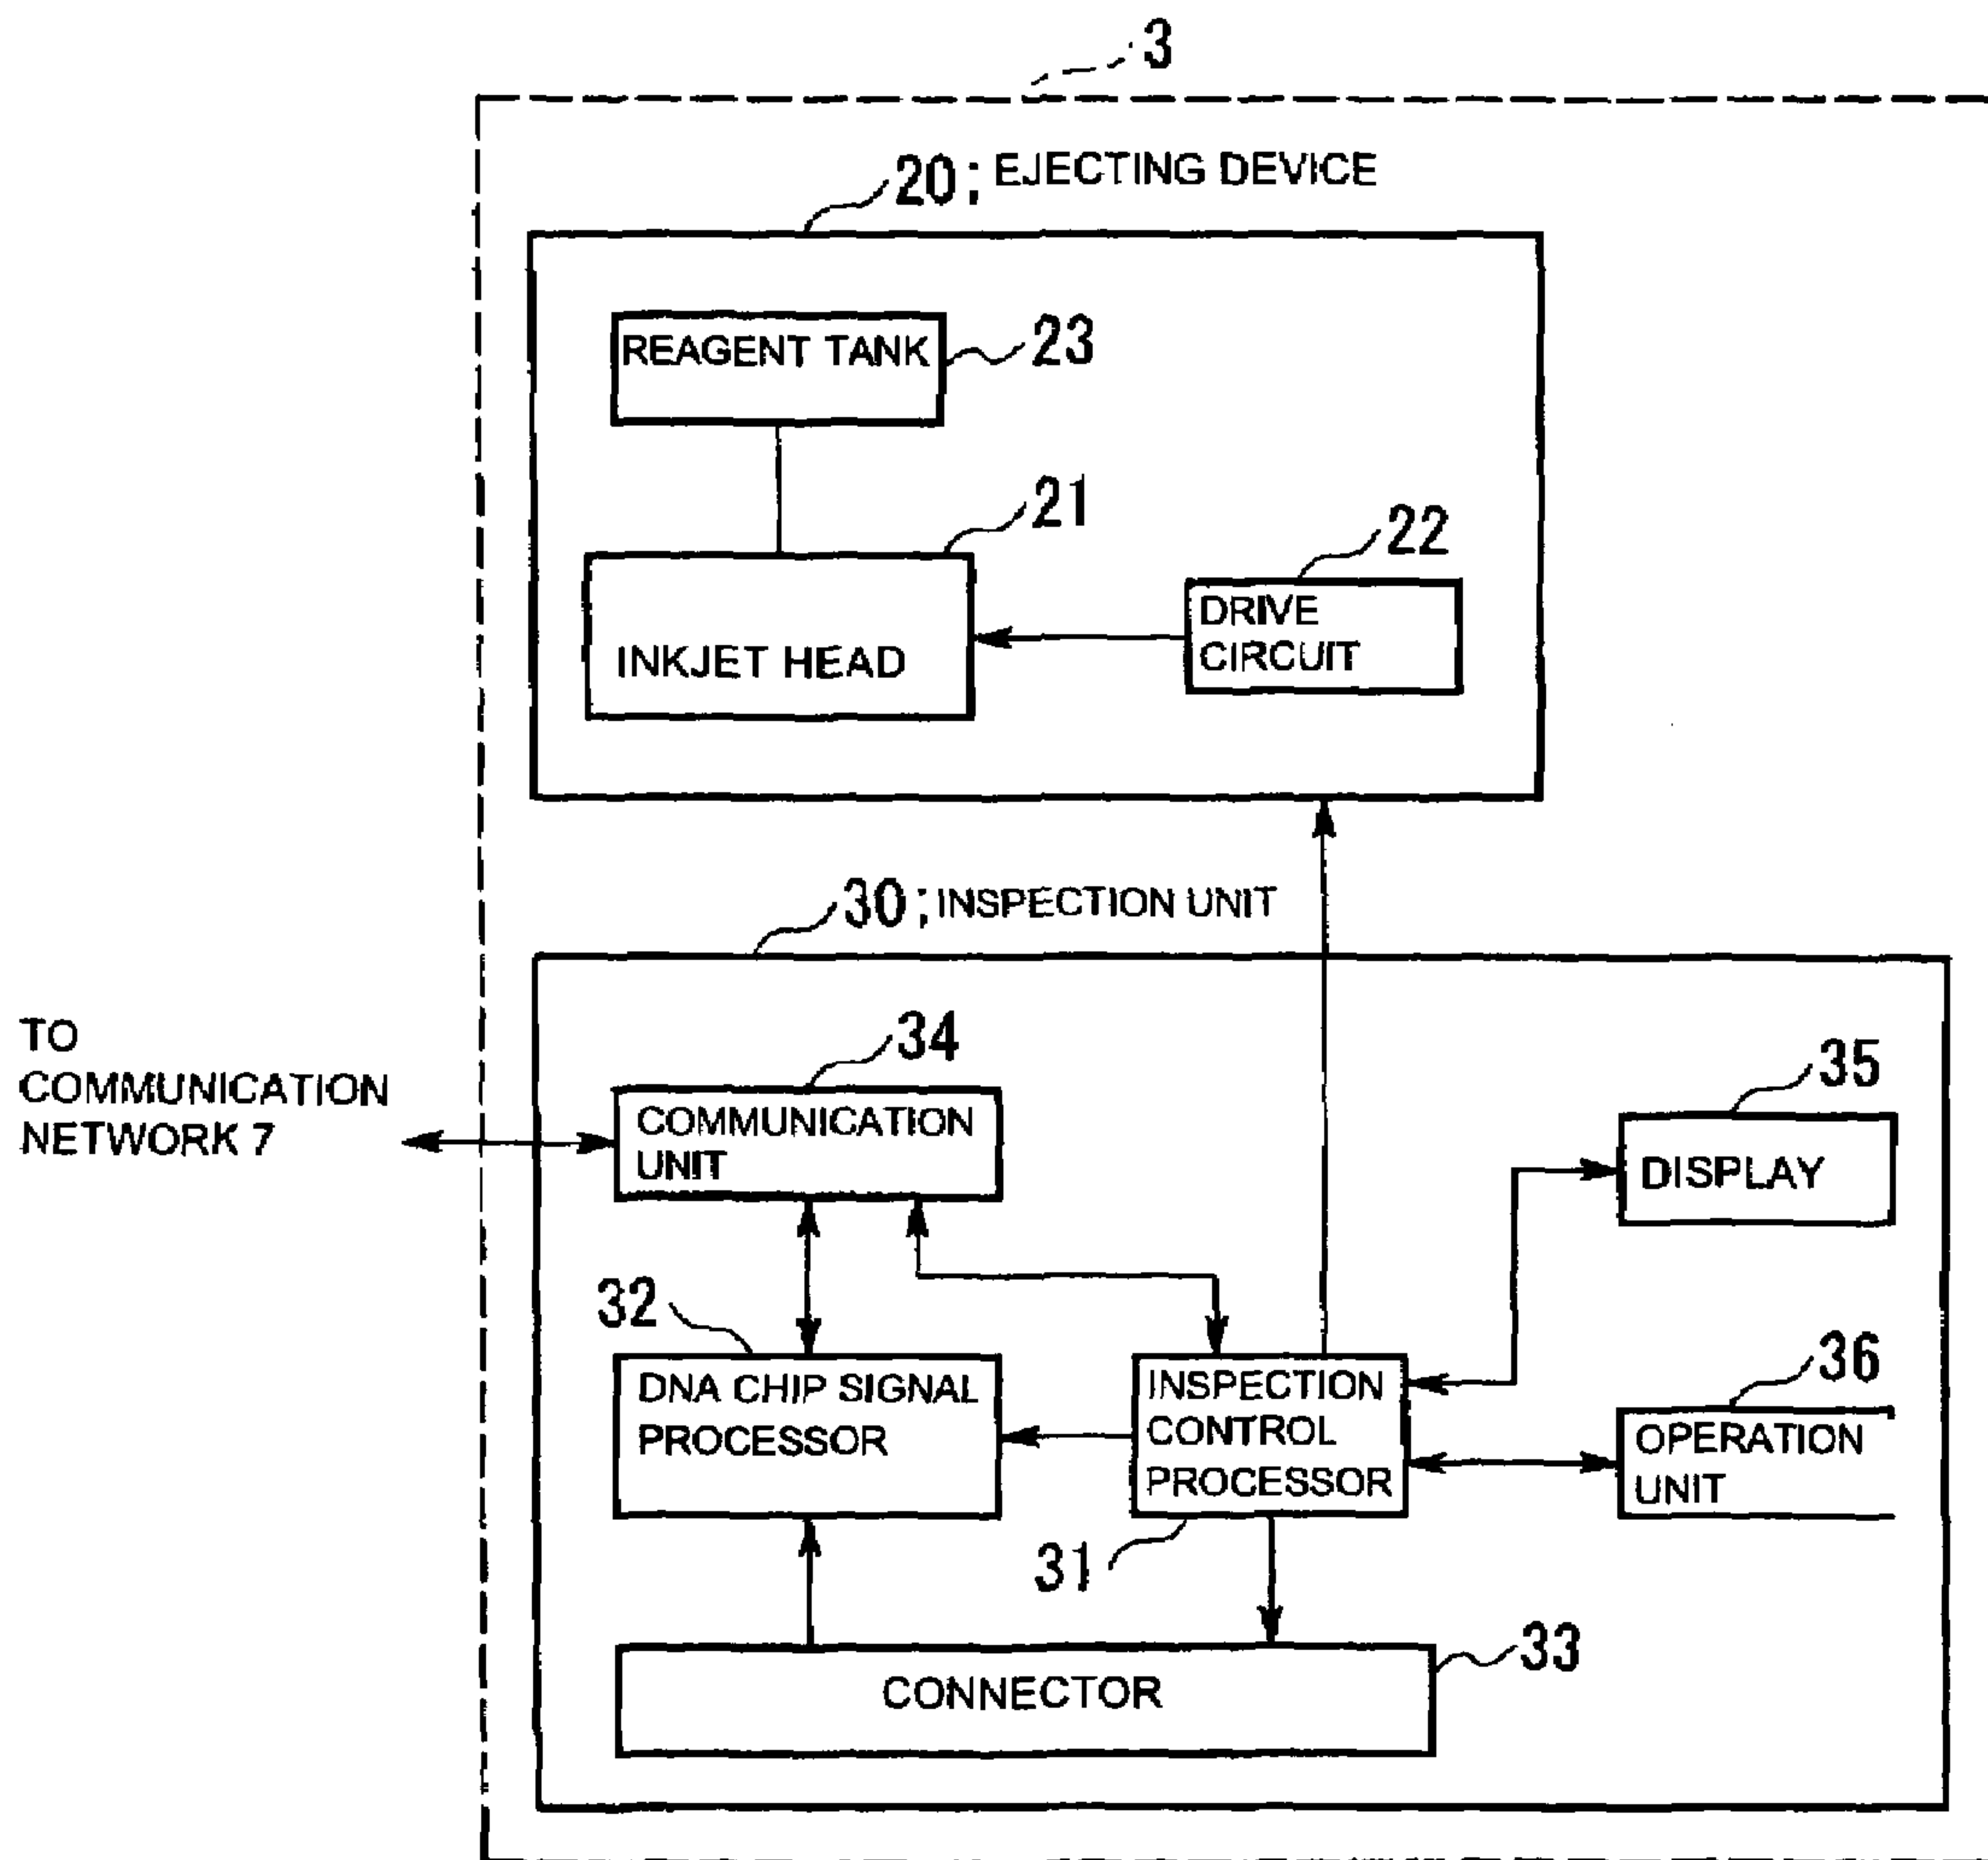 3
20; EJECTING DEVICE
REAGENT TANK
23
21
22
INKJET HEAD
DRIVE
CIRCUIT
30; INSPECTION UNIT
TO
COMMUNICATION
NETWORK 7
34
COMMUNICATION
UNIT
35
DISPLAY
32
DNA CHIP SIGNAL
PROCESSOR
INSPECTION
CONTROL
PROCESSOR
31
36
OPERATION
UNIT
33
CONNECTOR